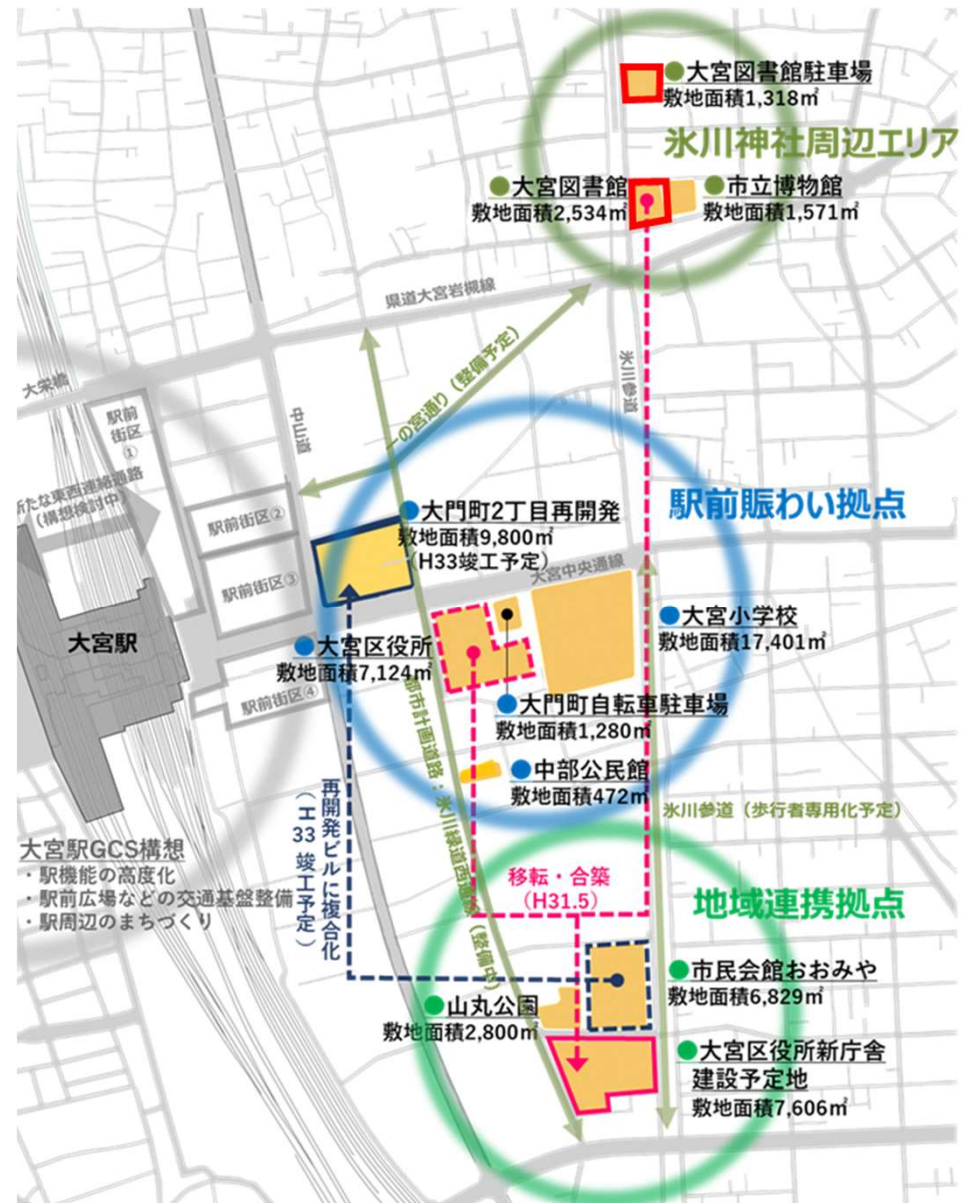 大宮図書館駐車場
敷地面積1,318㎡
氷川神社周辺エリア
大宮図書館
敷地面積2,534㎡
市立博物館
敷地面積1,571㎡
県道大宮岩槻線
大栄橋
一の宮通り（整備予定）
氷川参道
中山道
駅前
街区
①
新たな東西連絡通路
（構想検討中）
駅前街区②
駅前街区③
駅前街区④
大宮駅
大門町2丁目再開発
敷地面積9,800㎡
（H33竣工予定）
駅前賑わい拠点
大宮中央通線
大宮区役所
敷地面積7,124㎡
大宮小学校
敷地面積17,401㎡
大門町自転車駐車場
敷地面積1,280㎡
中部公民館
敷地面積472㎡
都市計画道路：氷川緑道西通線（整備中）
氷川参道（歩行者専用化予定）
再開発ビルに複合化
（H33 竣工予定）
大宮駅GCS構想
・駅機能の高度化
・駅前広場などの交通基盤整備
・駅周辺のまちづくり
移転・合築
（H31.5）
地域連携拠点
市民会館おおみや
敷地面積6,829㎡
山丸公園
敷地面積2,800㎡
大宮区役所新庁舎
建設予定地
敷地面積7,606㎡